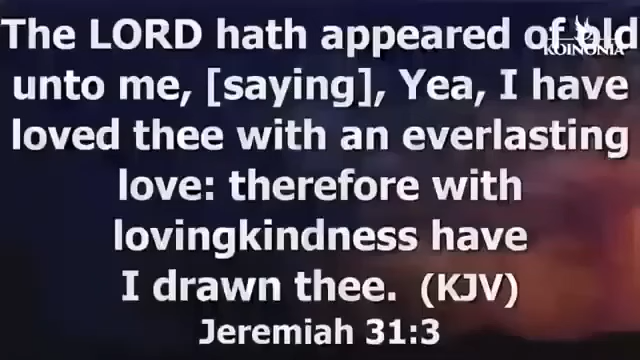 The LORD hath appeared of old
KOINONIA
unto me, [saying], Yea, I have
loved thee with an everlasting
love: therefore with
lovingkindness have
I drawn thee. (KJV)
Jeremiah 31:3